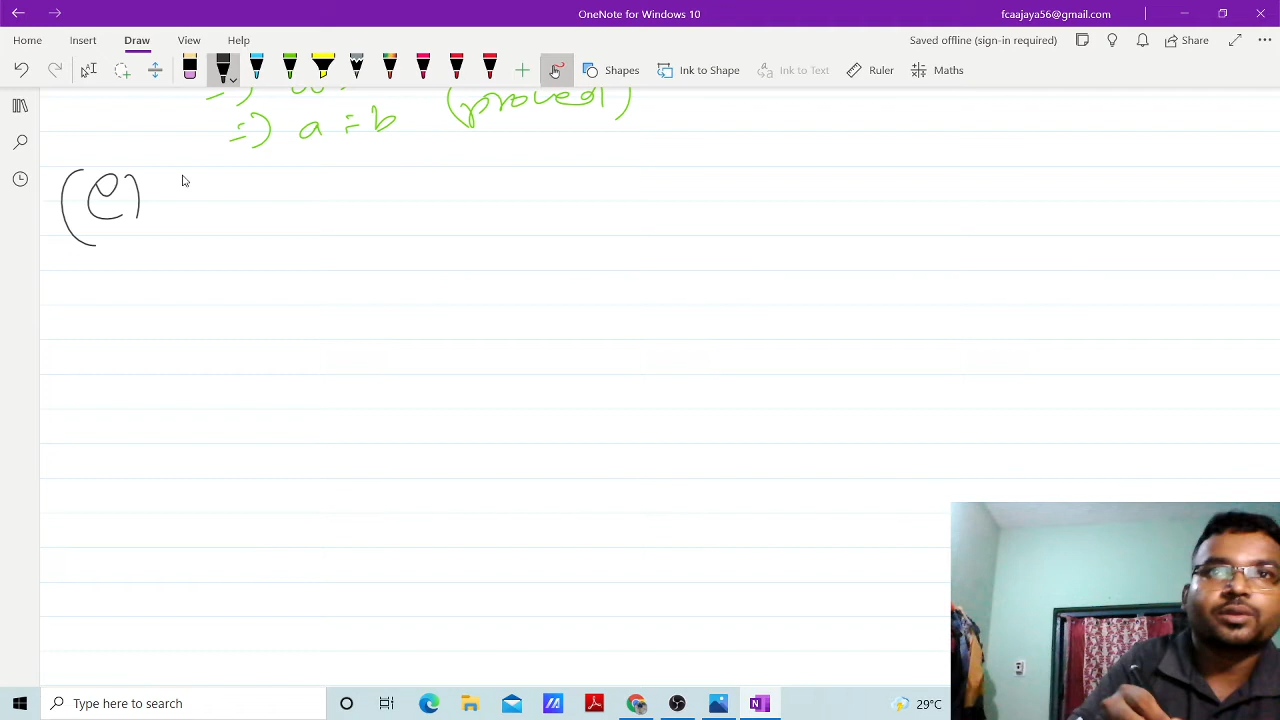 OneNote for Windows 10
fcaajaya56@gmail.com
Home Insert Draw View Help
Saved offline (sign-in required)
Share
Shapes
Ink to Shape
Ink to Text
Ruler
Maths
=) a = b (proved)
(e)
Type here to search
29°C